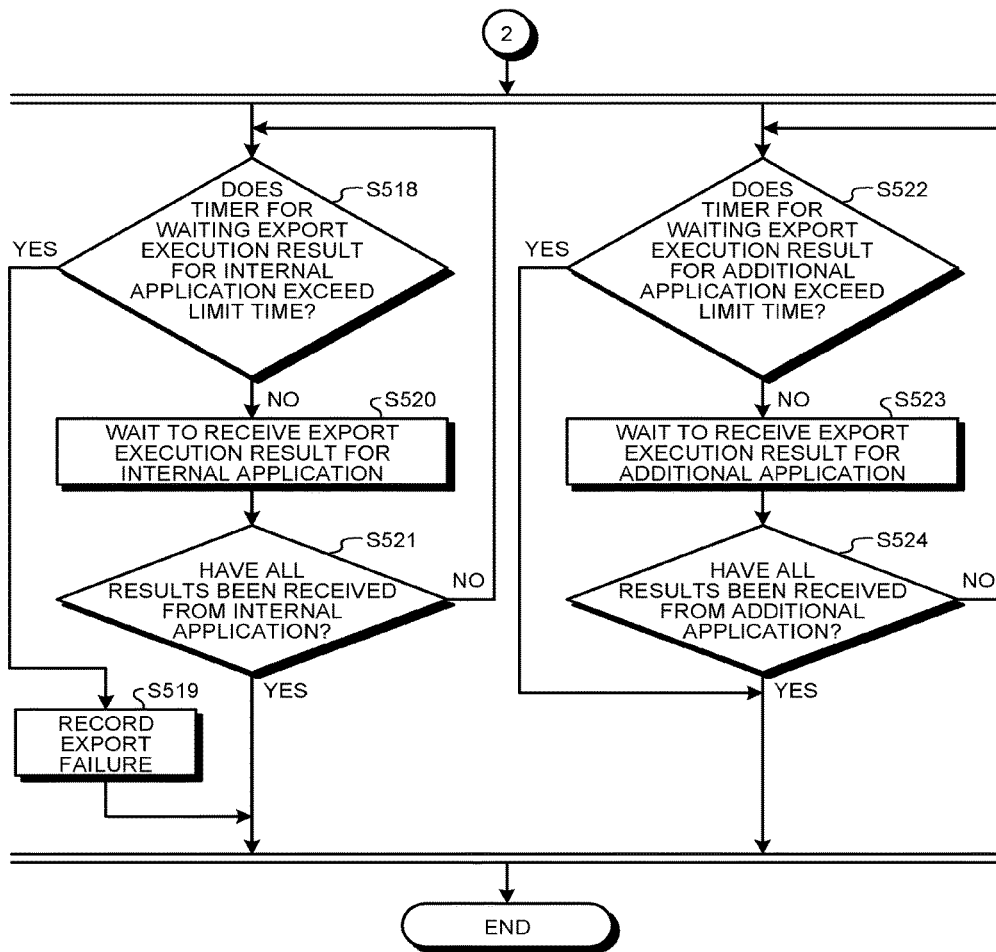 2
DOES
TIMER FOR
WAITING EXPORT
EXECUTION RESULT
FOR INTERNAL
APPLICATION EXCEED
LIMIT TIME?
S518
YES
NO
S520
WAIT TO RECEIVE EXPORT
EXECUTION RESULT FOR
INTERNAL APPLICATION
S521
HAVE ALL
RESULTS BEEN RECEIVED
FROM INTERNAL
APPLICATION?
NO
YES
S519
RECORD
EXPORT
FAILURE
DOES
TIMER FOR
WAITING EXPORT
EXECUTION RESULT
FOR ADDITIONAL
APPLICATION EXCEED
LIMIT TIME?
S522
YES
NO
S523
WAIT TO RECEIVE EXPORT
EXECUTION RESULT FOR
ADDITIONAL APPLICATION
S524
HAVE ALL
RESULTS BEEN RECEIVED
FROM ADDITIONAL
APPLICATION?
NO
YES
END